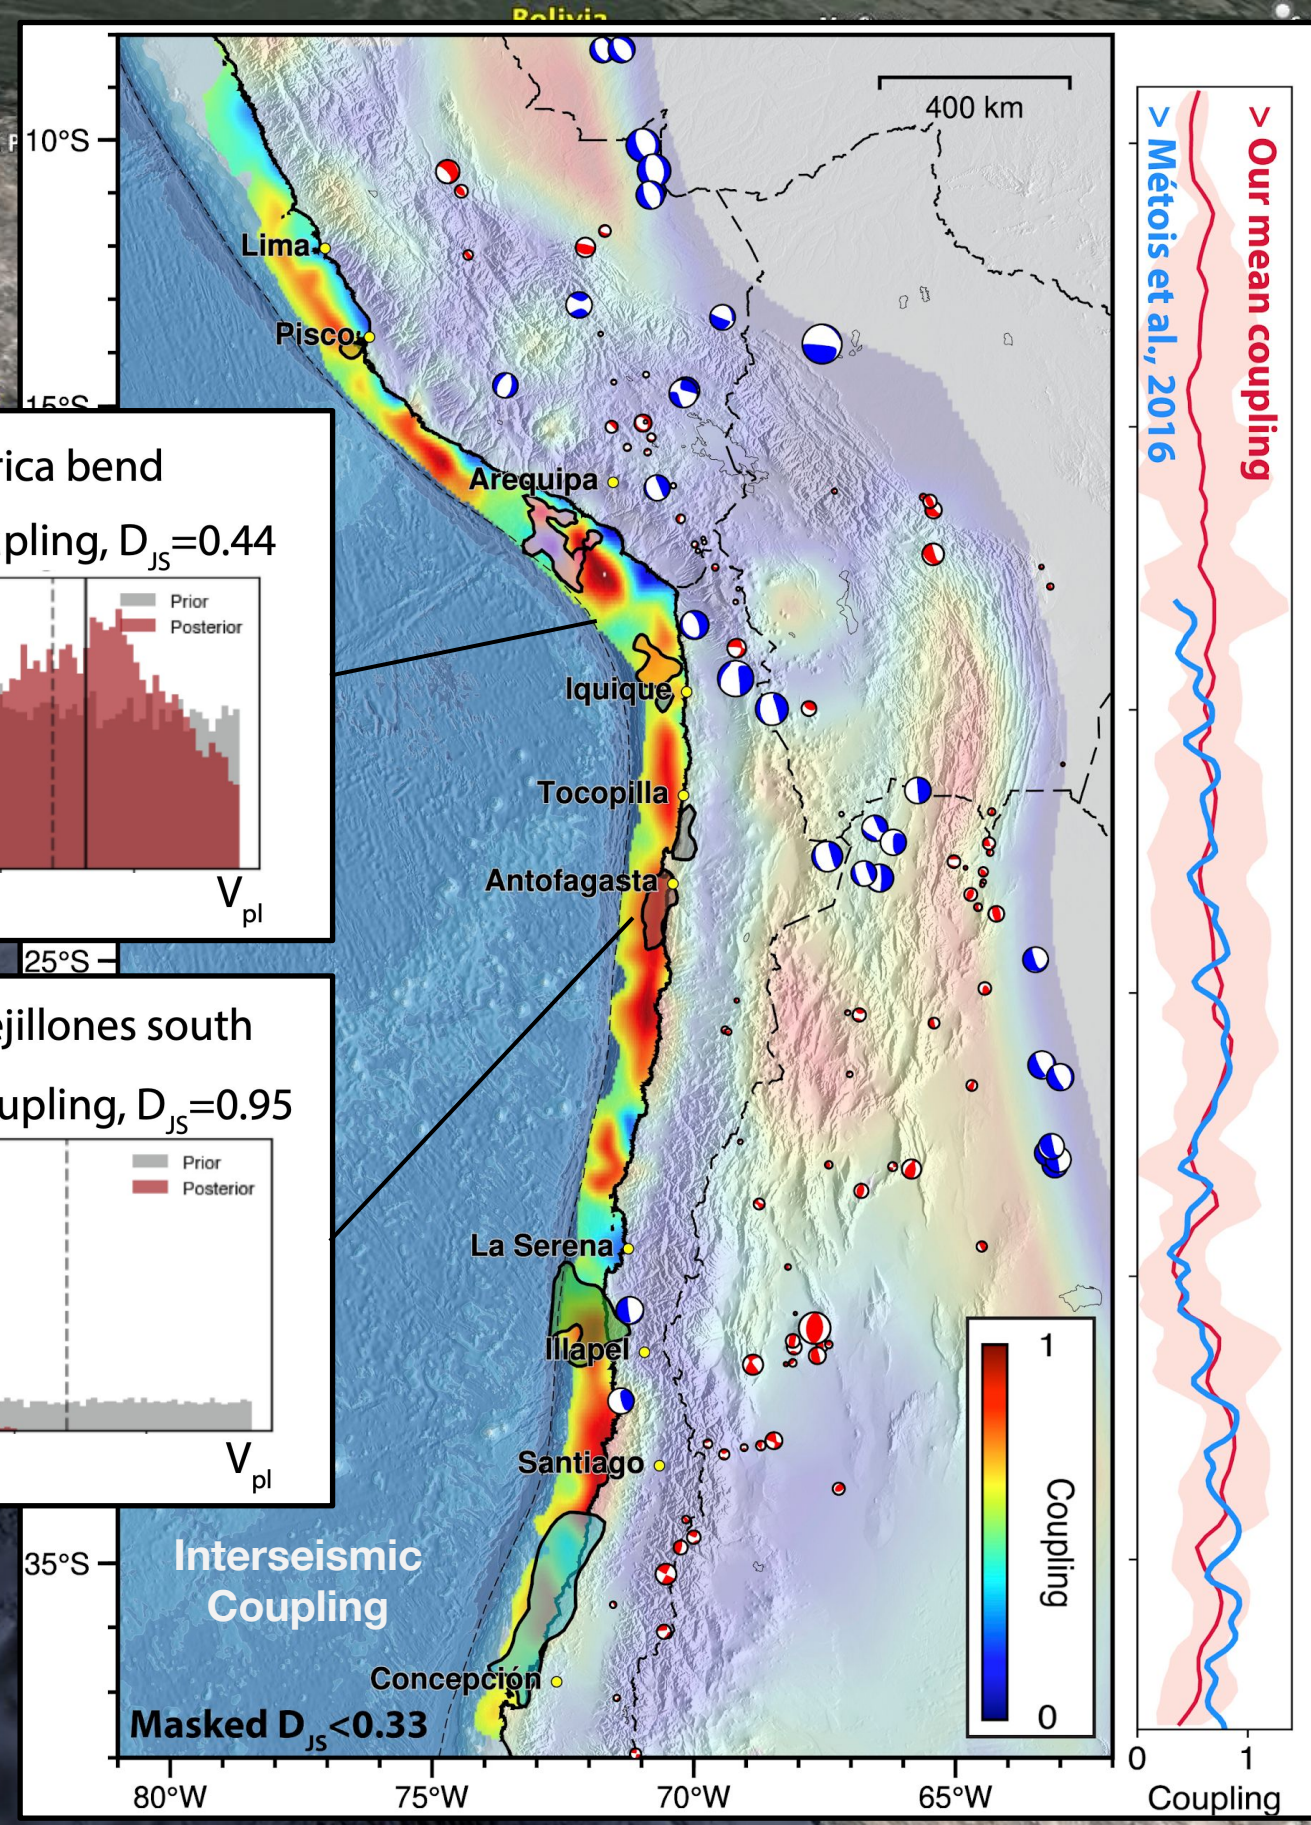 Bolivia
400 km
10°S
15°S
25°S
35°S
Lima
Pisco
Arequipa
Iquique
Tocopilla
Antofagasta
La Serena
Illapel
Santiago
Concepción
rica bend
pling, DJS=0.44
Prior
Posterior
Vpl
ejillones south
upling, DJS=0.95
Prior
Posterior
Vpl
Interseismic
Coupling
Masked DJS<0.33
1
Coupling
0
80°W
75°W
70°W
65°W
> Our mean coupling
> Métois et al., 2016
0
1
Coupling